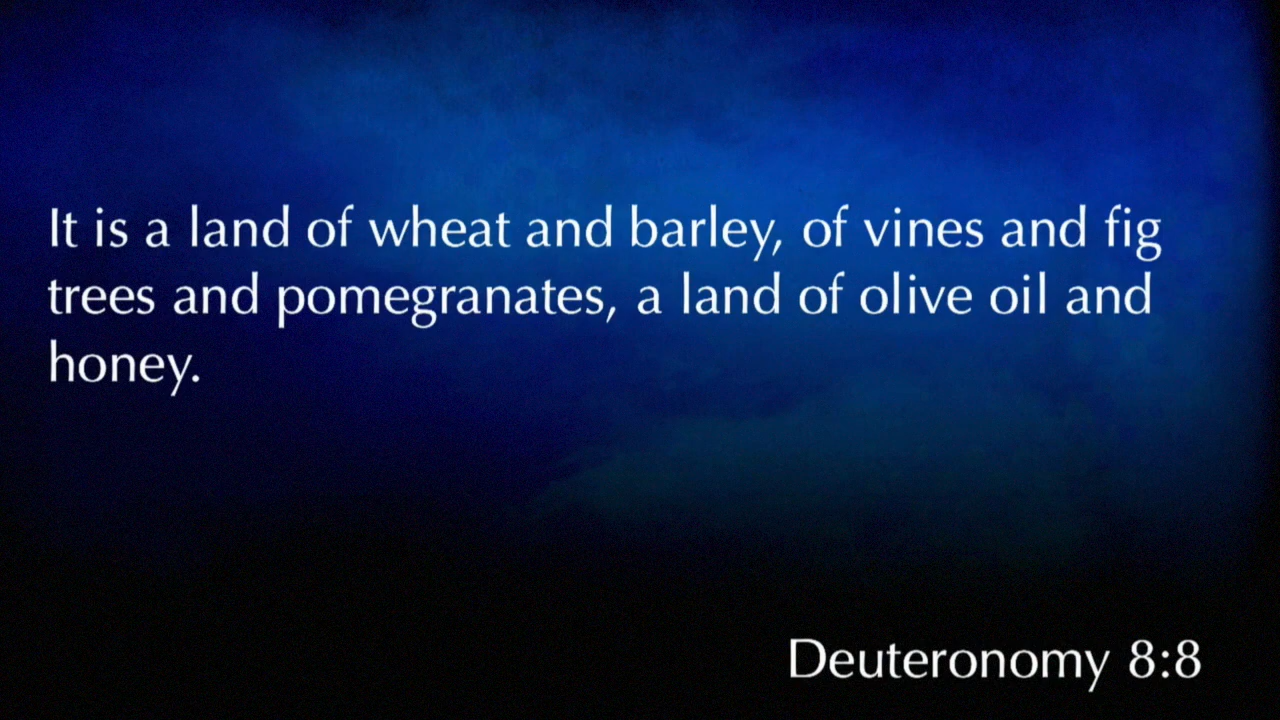 It is a land of wheat and barley, of vines and fig
trees and pomegranates, a land of olive oil and
honey.
Deuteronomy 8:8